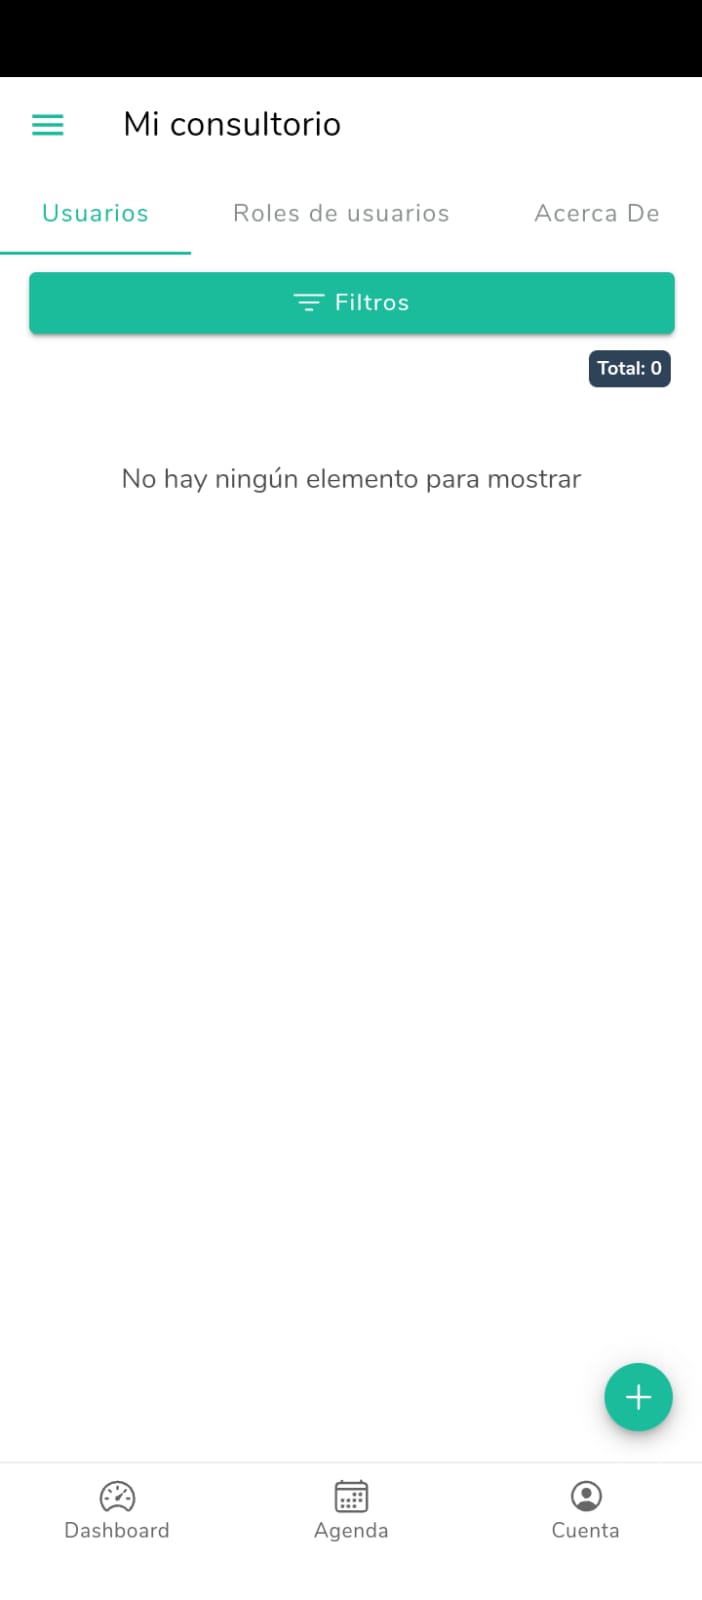 Mi consultorio
Usuarios
Roles de usuarios
Acerca De
Filtros
Total: 0
No hay ningún elemento para mostrar
Dashboard
Agenda
Cuenta